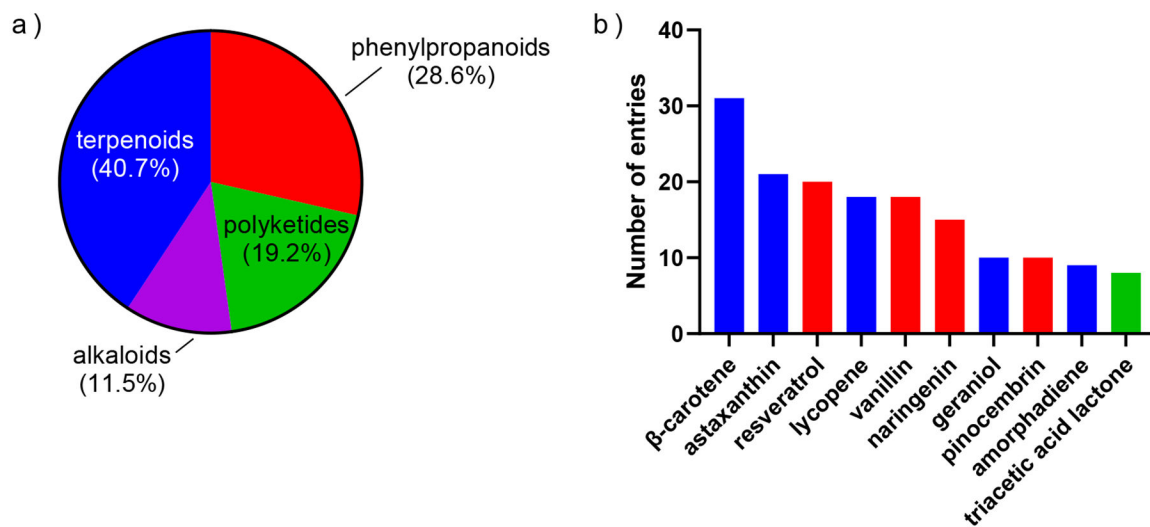 a)
phenylpropanoids
(28.6%)
terpenoids
(40.7%)
polyketides
(19.2%)
alkaloids
(11.5%)
b)
Number of entries
40
30
20
10
0
β-carotene
astaxanthin
resveratrol
lycopene
vanillin
naringenin
geraniol
pinocembrin
amorphadiene
triacetic acid lactone